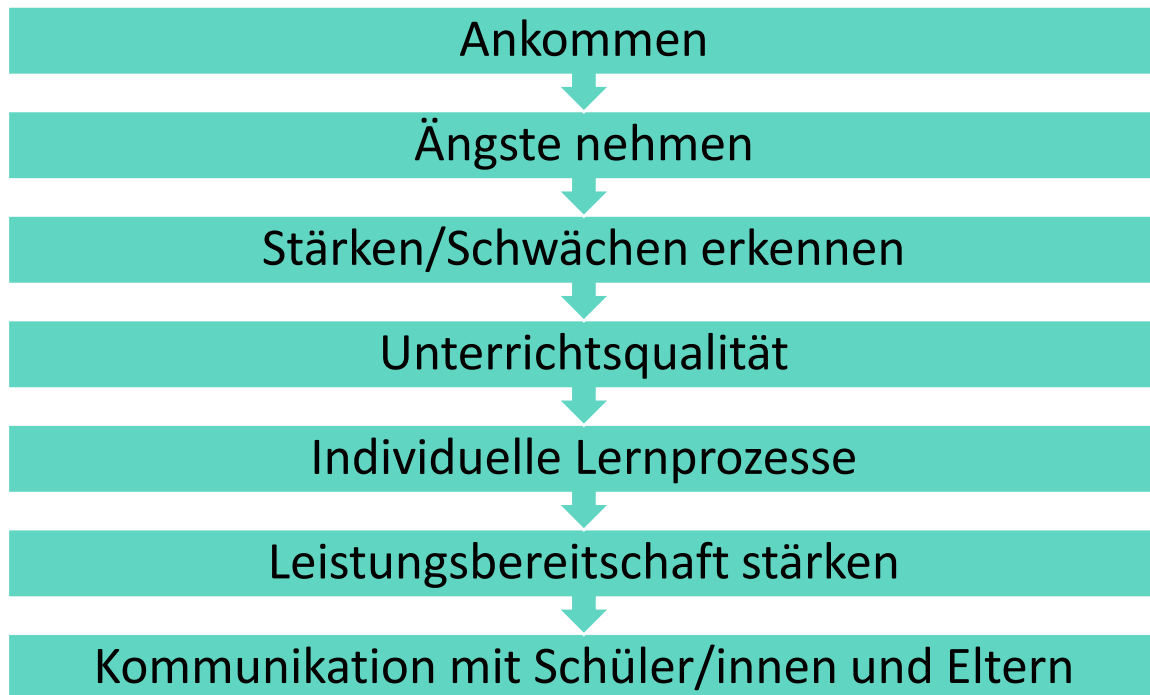 Ankommen
Ängste nehmen
Stärken/Schwächen erkennen
Unterrichtsqualität
Individuelle Lernprozesse
Leistungsbereitschaft stärken
Kommunikation mit Schüler/innen und Eltern